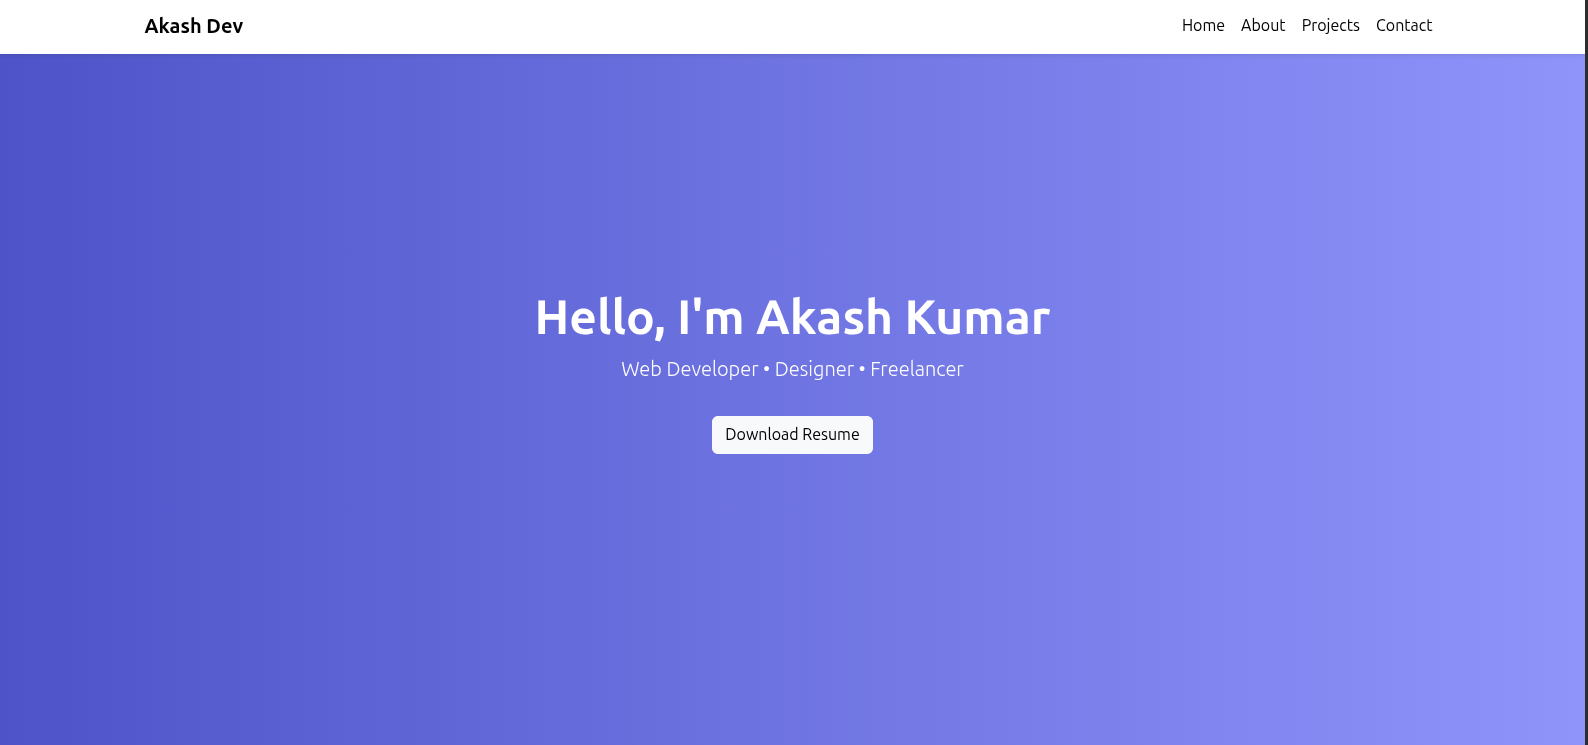 Akash Dev
Home About Projects Contact
Hello, I'm Akash Kumar
Web Developer • Designer • Freelancer
Download Resume